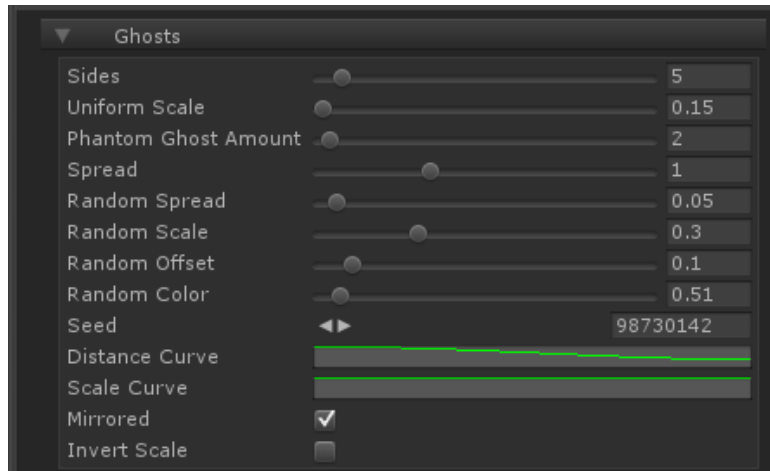 Ghosts
Sides 5
Uniform Scale 0.15
Phantom Ghost Amount 2
Spread 1
Random Spread 0.05
Random Scale 0.3
Random Offset 0.1
Random Color 0.51
Seed 98730142
Distance Curve
Scale Curve
Mirrored
Invert Scale